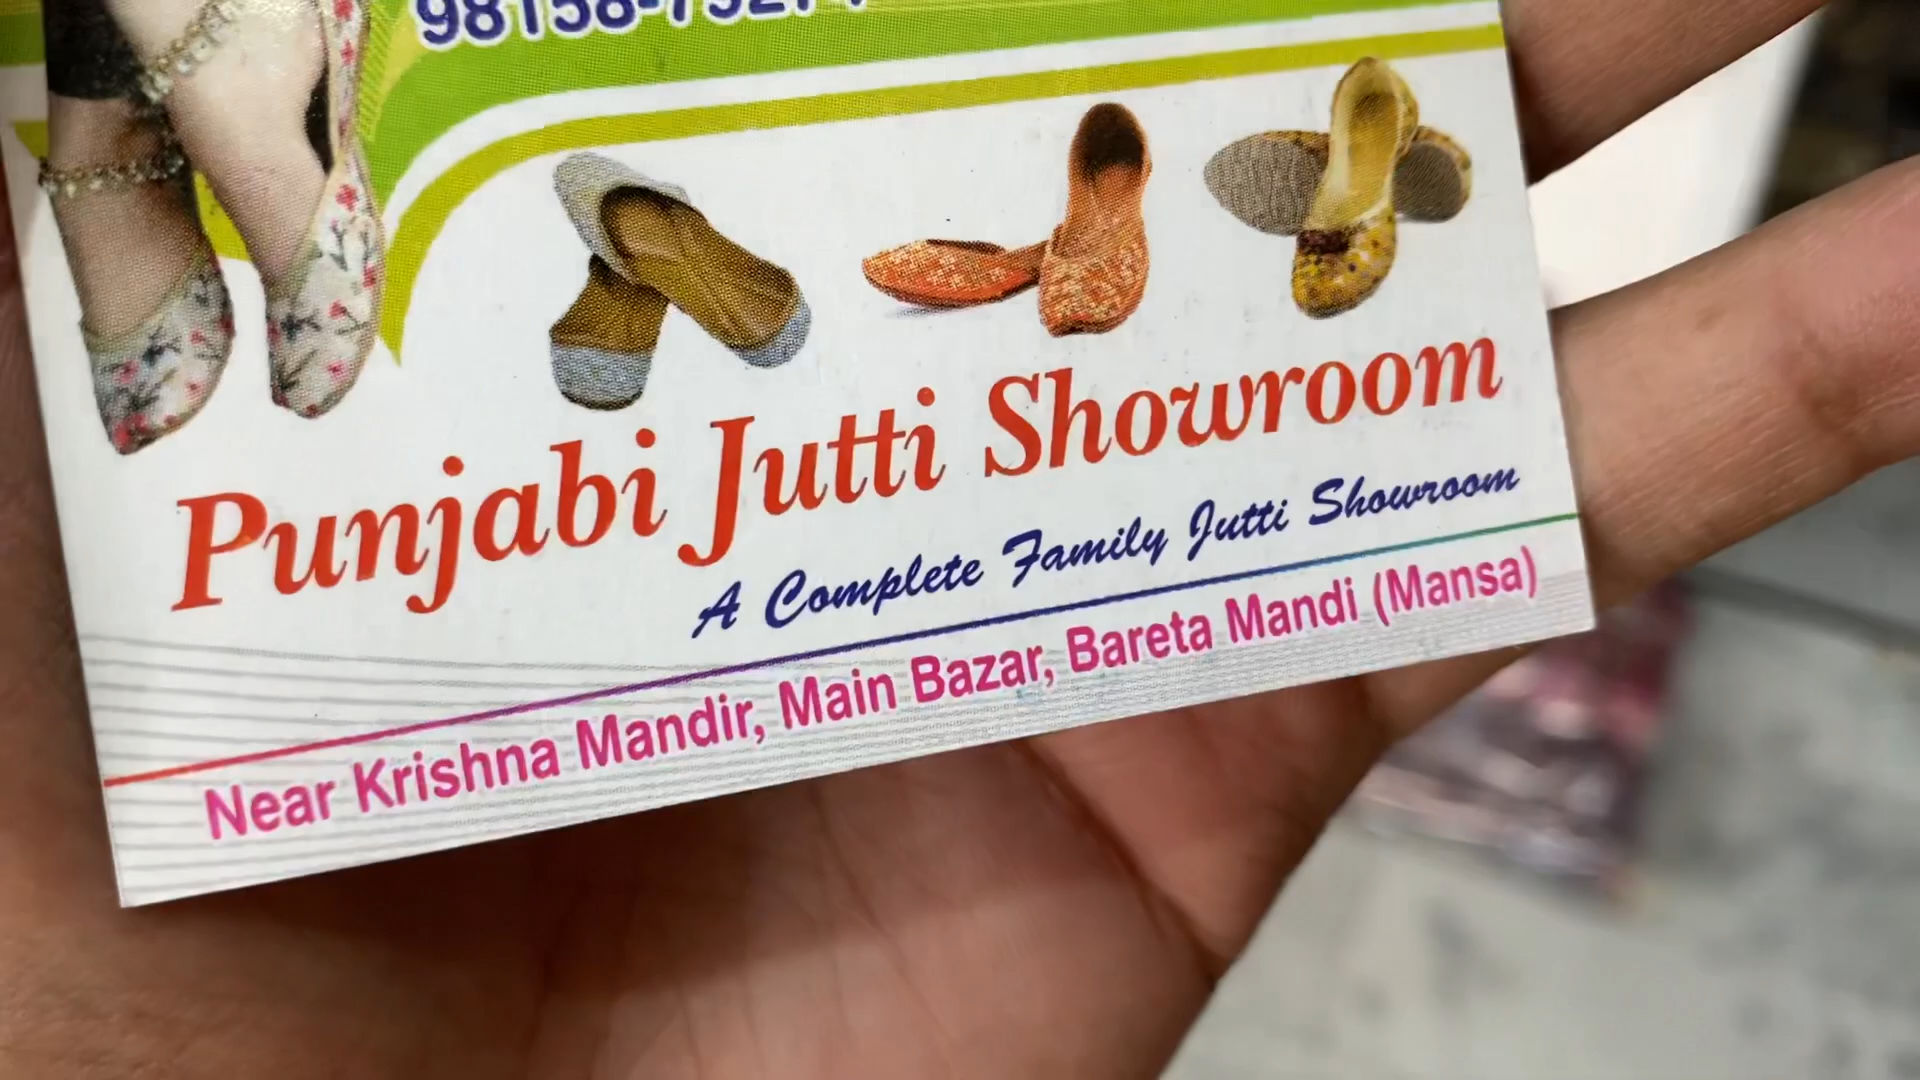 Punjabi Jutti Showroom
A Complete Family Jutti Showroom
Near Krishna Mandir, Main Bazar, Bareta Mandi (Mansa)